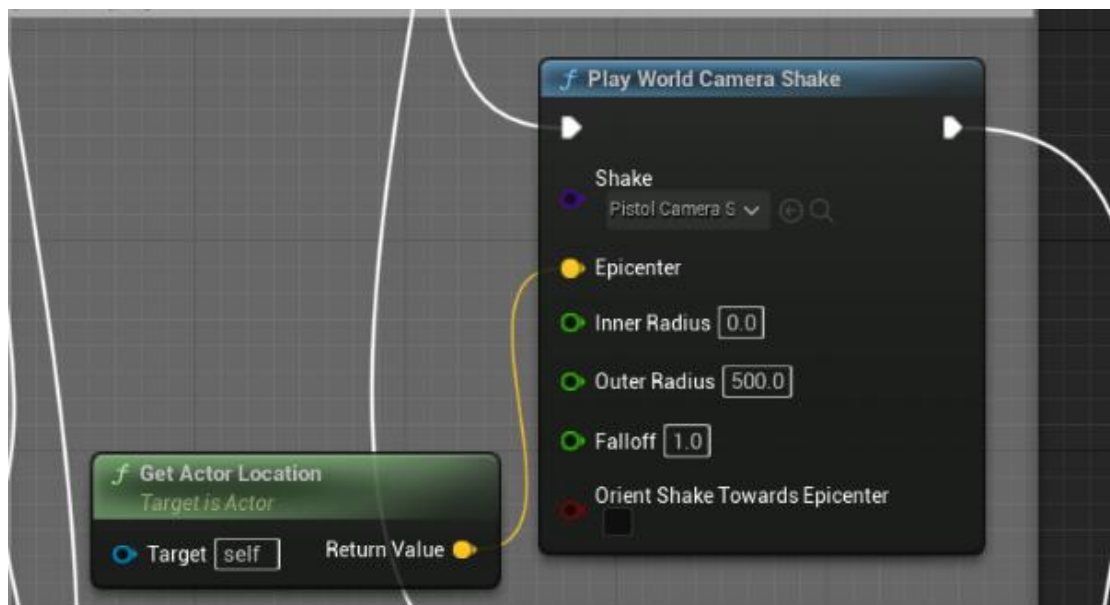 f Play World Camera Shake
Shake
Pistol Camera S
Epicenter
Inner Radius 0.0
Outer Radius 500.0
Falloff 1.0
Orient Shake Towards Epicenter
f Get Actor Location
Target is Actor
Target self Return Value